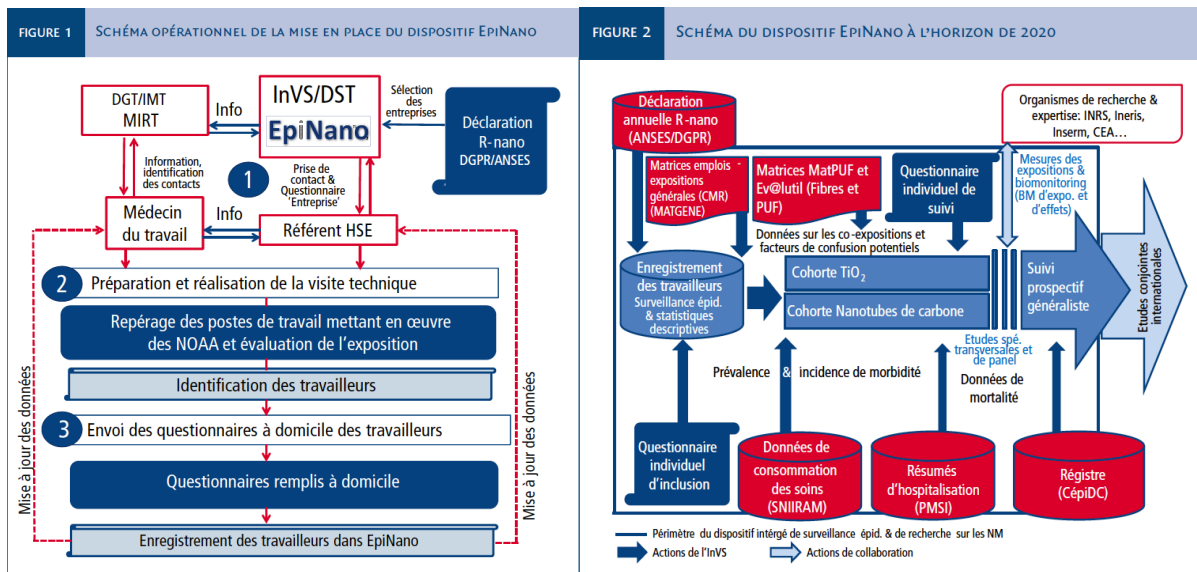 FIGURE 1
SCHÉMA OPÉRATIONNEL DE LA MISE EN PLACE DU DISPOSITIF EPINANO
DGT/IMT
MIRT
Info
InVS/DST
EpiNano
Sélection
des
entreprises
Déclaration
R-nano
DGPR/ANSES
Information,
identification
des contacts
1
Prise de
contact &
Questionnaire
'Entreprise'
Médecin
du travail
Info
Référent HSE
2
Préparation et réalisation de la visite technique
Repérage des postes de travail mettant en œuvre
des NOAA et évaluation de l'exposition
Identification des travailleurs
3
Envoi des questionnaires à domicile des travailleurs
Questionnaires remplis à domicile
Enregistrement des travailleurs dans EpiNano
Mise à jour des données
Mise à jour des données
FIGURE 2
SCHÉMA DU DISPOSITIF EPINANO À L'HORIZON DE 2020
Déclaration
annuelle R-nano
(ANSES/DGPR)
Matrices emplois -
expositions
générales (CMR)
(MATGENE)
Matrices MatPUF et
Ev@lutil (Fibres et
PUF)
Questionnaire
individuel de
suivi
Organismes de recherche &
expertise: INRS, Ineris,
Inserm, CEA...
Mesures des
expositions &
biomonitoring
(BM d'expo. et
d'effets)
Données sur les co-expositions et
facteurs de confusion potentiels
Enregistrement
des travailleurs
Surveillance épid.
& statistiques
descriptives
Cohorte TiO2
Cohorte Nanotubes de carbone
Suivi
prospectif
généraliste
Etudes conjointes
internationales
Etudes spé.
transversales et
de panel
Prévalence & incidence de morbidité
Données de
mortalité
Questionnaire
individuel
d'inclusion
Données de
consommation
des soins
(SNIIRAM)
Résumés
d'hospitalisation
(PMSI)
Régistre
(CépiDC)
Périmètre du dispositif intérgé de surveillance épid. & de recherche sur les NM
Actions de l'InVS
Actions de collaboration